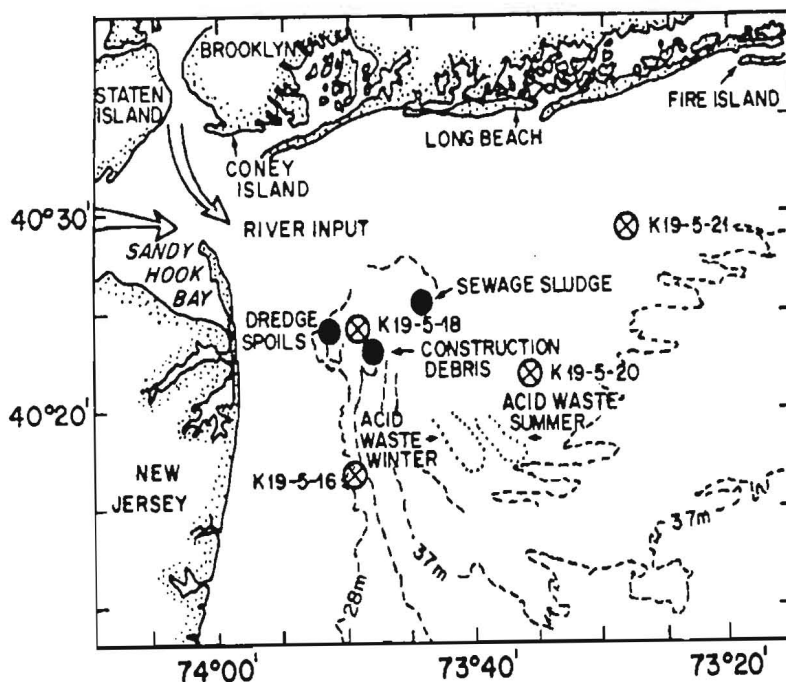 BROOKLYN
STATEN
ISLAND
FIRE ISLAND
LONG BEACH
CONEY
ISLAND
40°30'
RIVER INPUT
K19-5-21
SANDY
HOOK
BAY
SEWAGE SLUDGE
DREDGE
SPOILS
K19-5-18
CONSTRUCTION
DEBRIS
K19-5-20
40°20'
ACID
WASTE
WINTER
ACID WASTE
SUMMER
NEW
JERSEY
K19-5-16
37m
37m
28m
74°00'
73°40'
73°20'